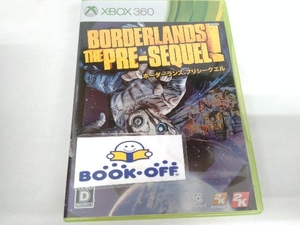 XBOX 360
BORDERLANDS
THE PRE-SEQUEL!
ボーダーランズ プリシークエル
BOOK·OFF
D
2K
2K